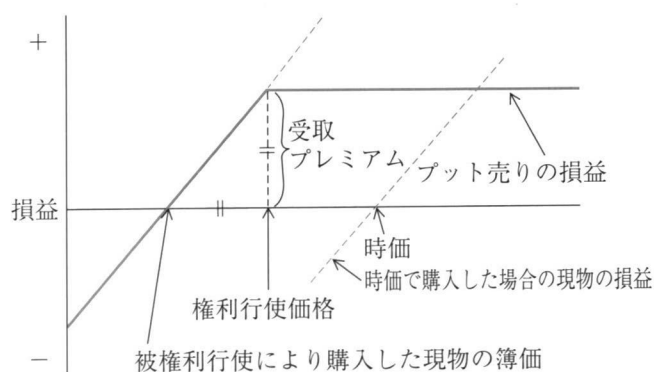 ＋
受取
プレミアム
プット売りの損益
損益
時価
時価で購入した場合の現物の損益
権利行使価格
－
被権利行使により購入した現物の簿価